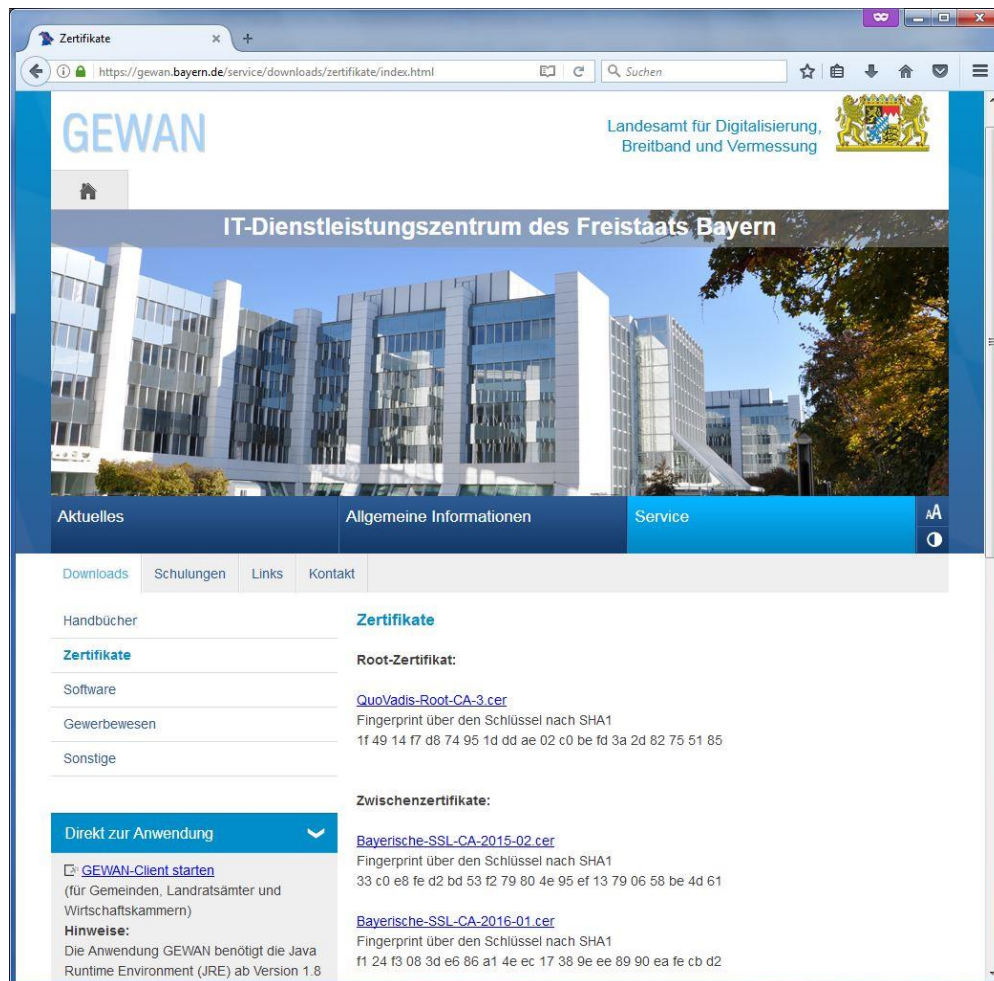 Zertifikate
https://gewan.bayern.de/service/downloads/zertifikate/index.html
Suchen
GEWAN
Landesamt für Digitalisierung,
Breitband und Vermessung
IT-Dienstleistungszentrum des Freistaats Bayern
Aktuelles
Allgemeine Informationen
Service
AA
Downloads
Schulungen
Links
Kontakt
Handbücher
Zertifikate
Software
Gewerbewesen
Sonstige
Direkt zur Anwendung
GEWAN-Client starten
(für Gemeinden, Landratsämter und
Wirtschaftskammern)
Hinweise:
Die Anwendung GEWAN benötigt die Java
Runtime Environment (JRE) ab Version 1.8
Zertifikate
Root-Zertifikat:
QuoVadis-Root-CA-3.cer
Fingerprint über den Schlüssel nach SHA1
1f 49 14 f7 d8 74 95 1d dd ae 02 c0 be fd 3a 2d 82 75 51 85
Zwischenzertifikate:
Bayerische-SSL-CA-2015-02.cer
Fingerprint über den Schlüssel nach SHA1
33 c0 e8 fe d2 bd 53 f2 79 80 4e 95 ef 13 79 06 58 be 4d 61
Bayerische-SSL-CA-2016-01.cer
Fingerprint über den Schlüssel nach SHA1
f1 24 f3 08 3d e6 86 a1 4e ec 17 38 9e ee 89 90 ea fe cb d2